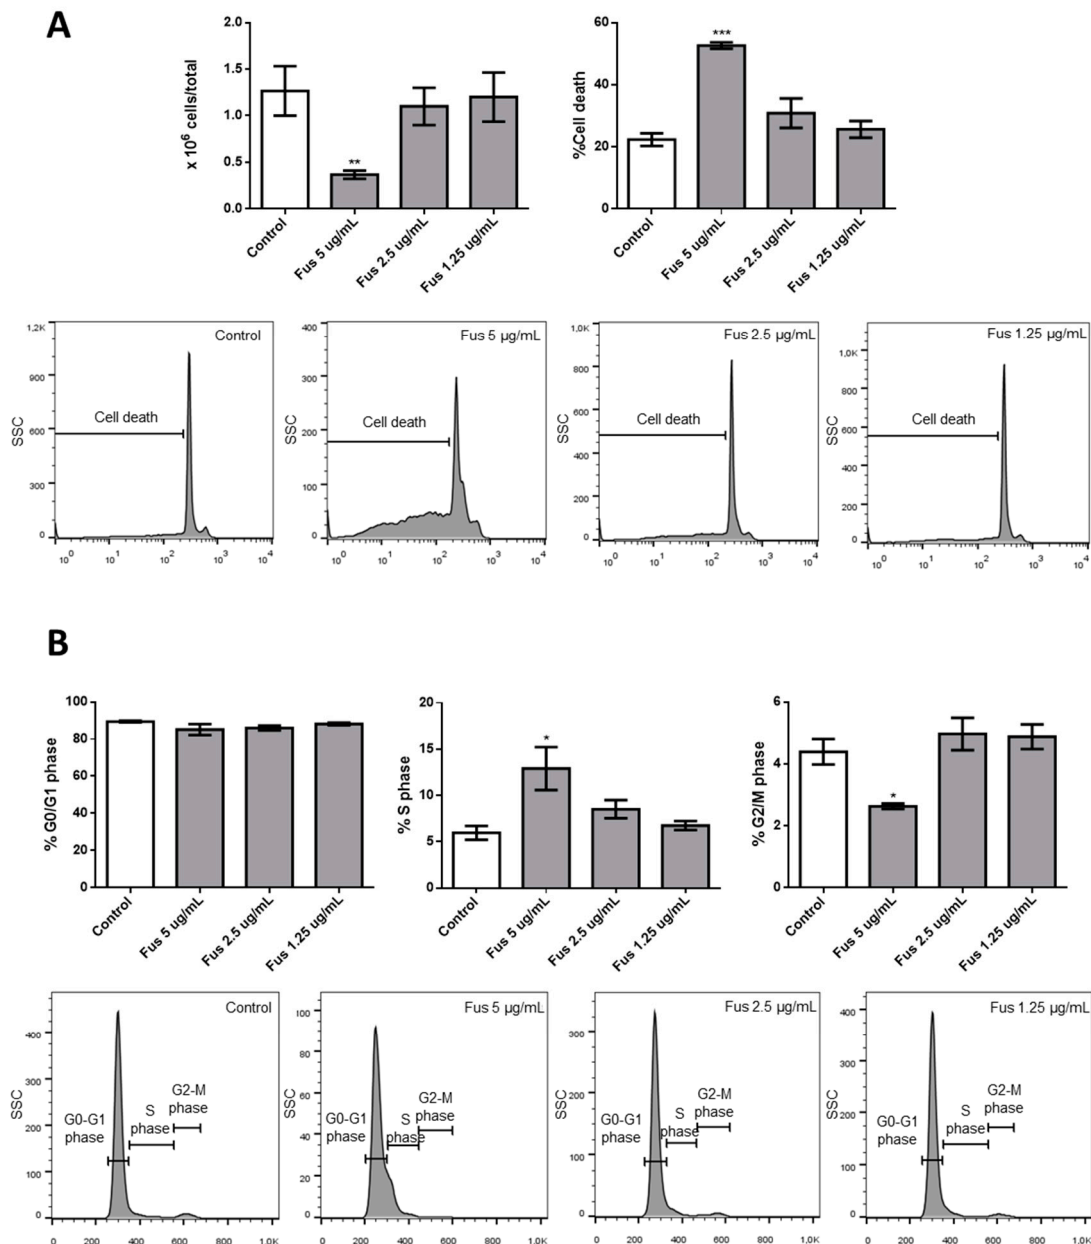 A
x 10⁶ cells/total
2.0
1.5
1.0
0.5
0.0
**
Control
Fus 5 ug/mL
Fus 2.5 ug/mL
Fus 1.25 ug/mL
%Cell death
60
40
20
0
***
Control
Fus 5 ug/mL
Fus 2.5 ug/mL
Fus 1.25 ug/mL
Control
SSC
1,2K
900
600
300
0
Cell death
10⁰ 10¹ 10² 10³ 10⁴
Fus 5 µg/mL
SSC
400
300
200
100
0
Cell death
10⁰ 10¹ 10² 10³ 10⁴
Fus 2.5 µg/mL
SSC
1,0K
800
600
400
200
0
Cell death
10⁰ 10¹ 10² 10³ 10⁴
Fus 1.25 µg/mL
SSC
1,0K
800
600
400
200
0
Cell death
10⁰ 10¹ 10² 10³ 10⁴
B
% G0/G1 phase
100
80
60
40
20
0
Control
Fus 5 ug/mL
Fus 2.5 ug/mL
Fus 1.25 ug/mL
% S phase
20
15
10
5
0
*
Control
Fus 5 ug/mL
Fus 2.5 ug/mL
Fus 1.25 ug/mL
% G2/M phase
6
4
2
0
*
Control
Fus 5 ug/mL
Fus 2.5 ug/mL
Fus 1.25 ug/mL
Control
SSC
400
300
200
100
0
G0-G1
phase
S
phase
G2-M
phase
0 200 400 600 800 1,0K
Fus 5 µg/mL
SSC
100
80
60
40
20
0
G0-G1
phase
S
phase
G2-M
phase
0 200 400 600 800 1,0K
Fus 2.5 µg/mL
SSC
300
200
100
0
G0-G1
phase
S
phase
G2-M
phase
0 200 400 600 800 1,0K
Fus 1.25 µg/mL
SSC
400
300
200
100
0
G0-G1
phase
S
phase
G2-M
phase
0 200 400 600 800 1,0K